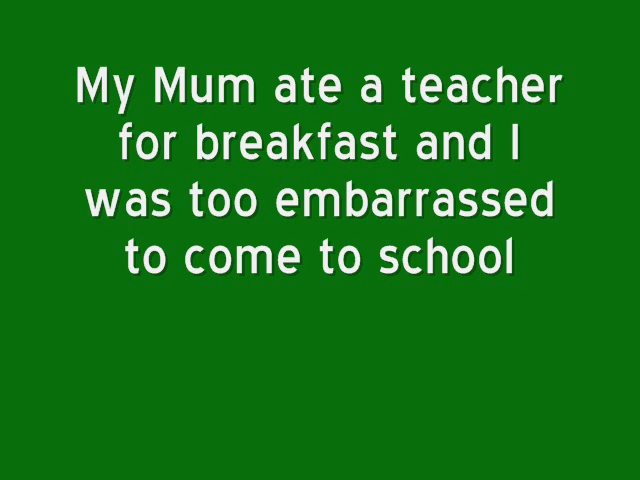 My Mum ate a teacher
for breakfast and I
was too embarrassed
to come to school